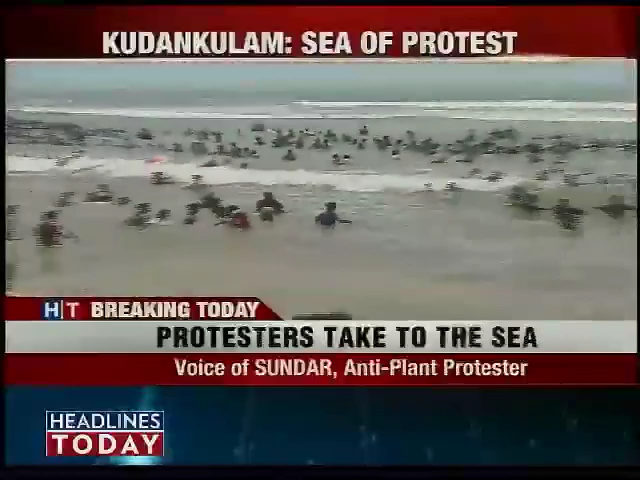 KUDANKULAM: SEA OF PROTEST
HT BREAKING TODAY
PROTESTERS TAKE TO THE SEA
Voice of SUNDAR, Anti-Plant Protester
HEADLINES
TODAY